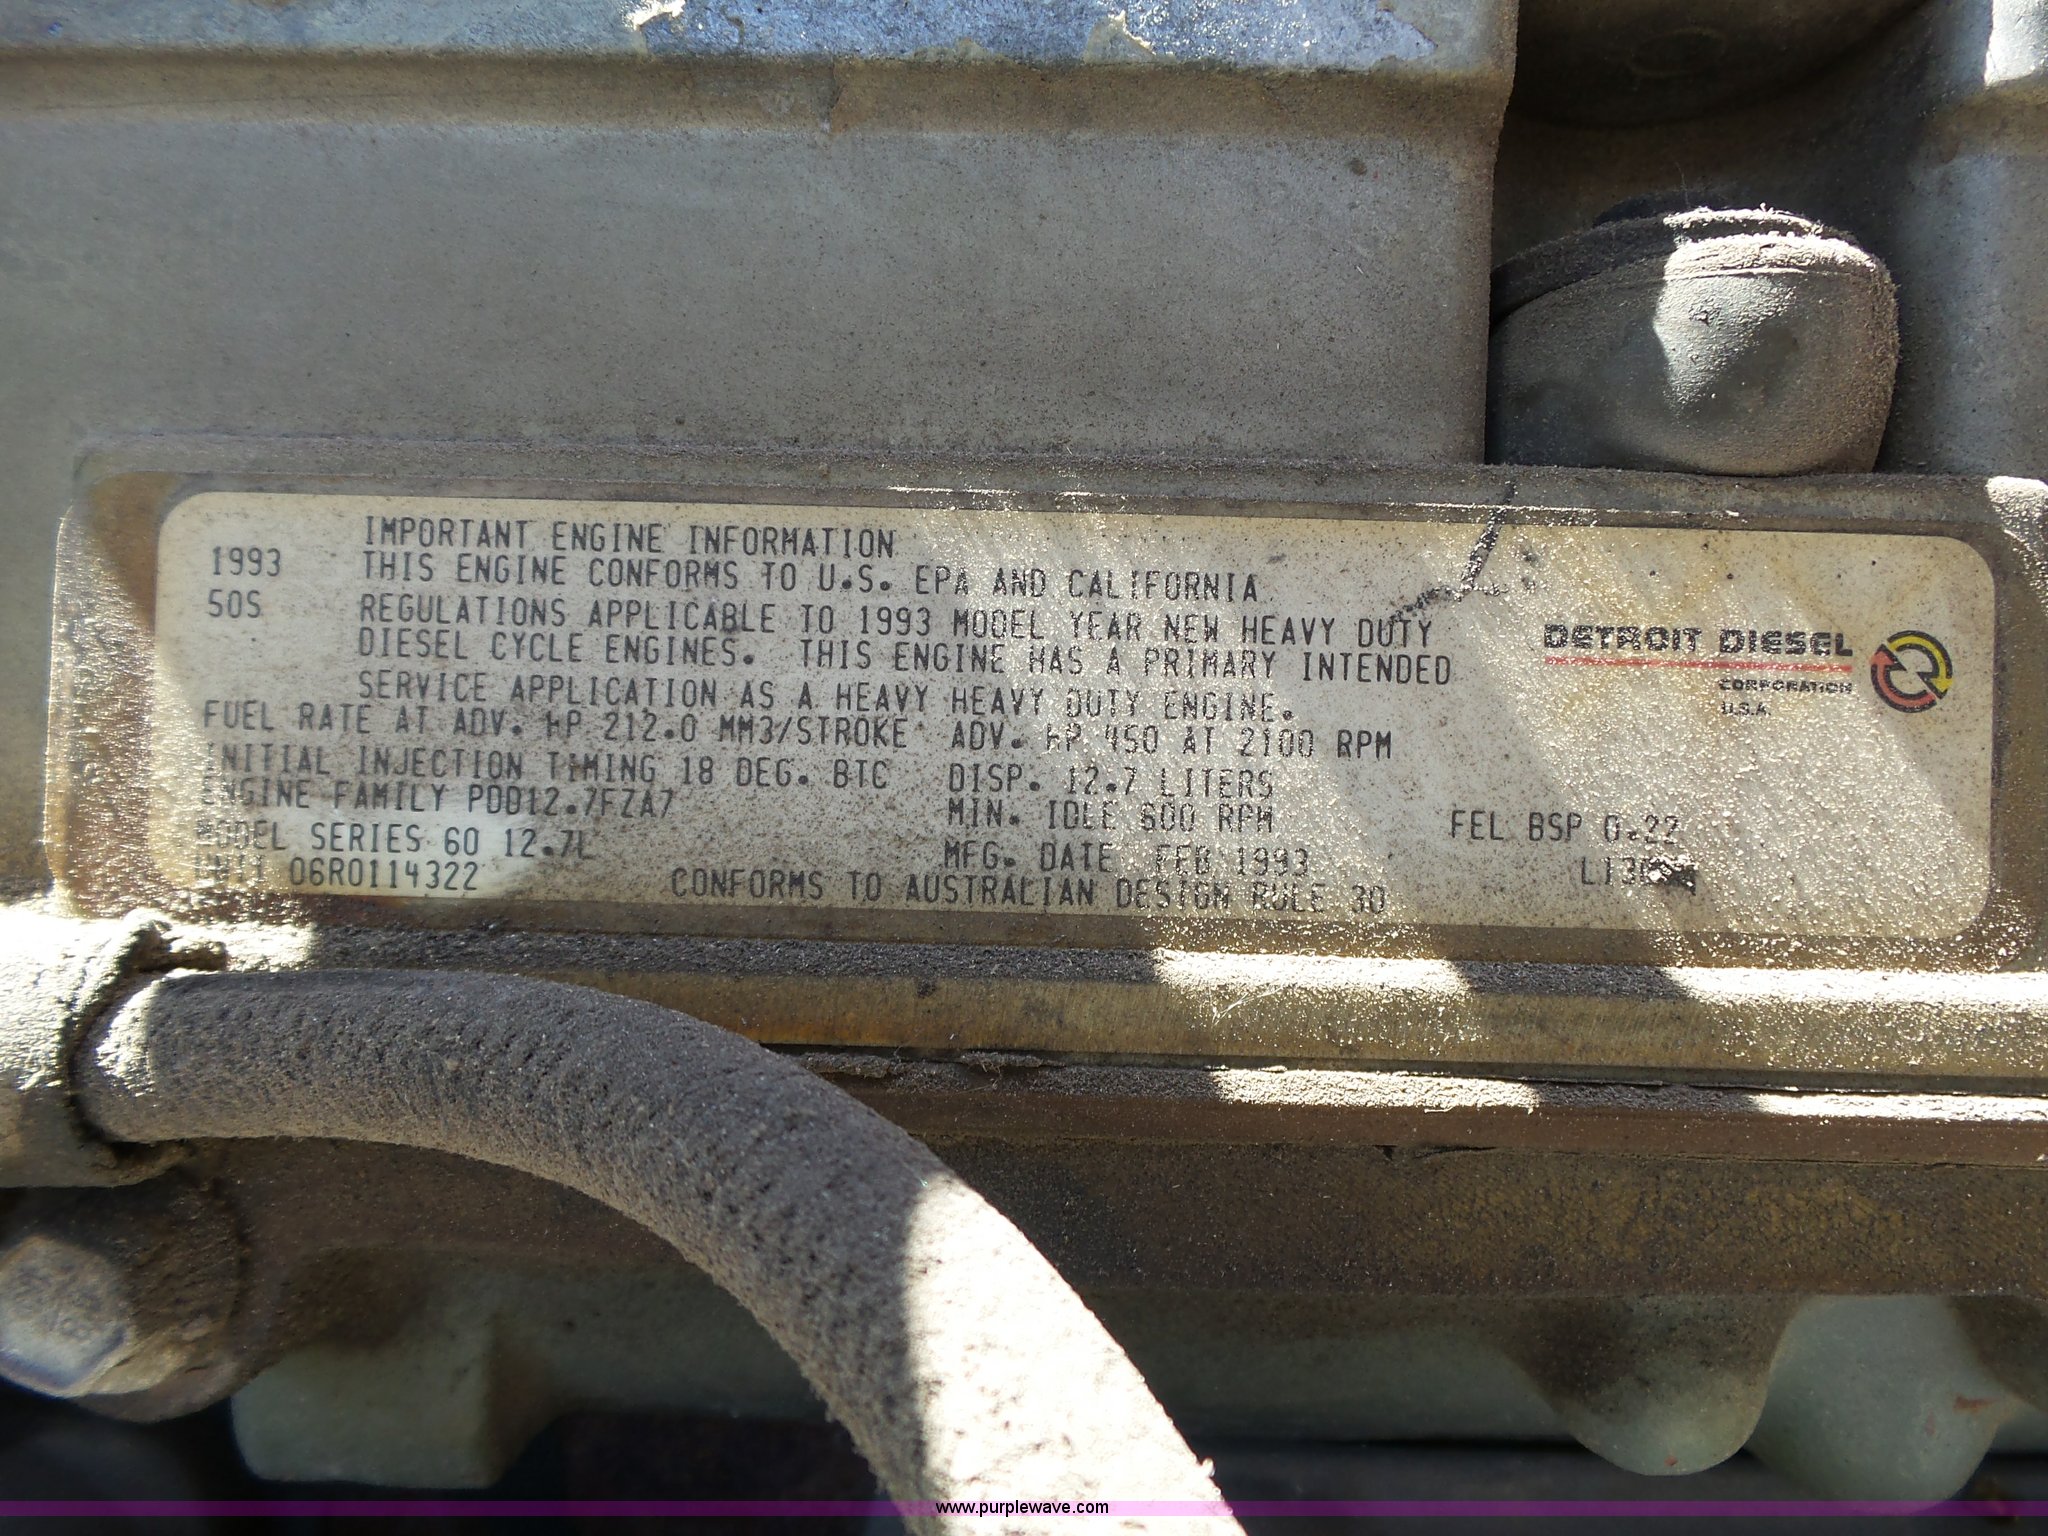 IMPORTANT ENGINE INFORMATION
1993 THIS ENGINE CONFORMS TO U.S. EPA AND CALIFORNIA
50S REGULATIONS APPLICABLE TO 1993 MODEL YEAR NEW HEAVY DUTY
DIESEL CYCLE ENGINES. THIS ENGINE HAS A PRIMARY INTENDED
SERVICE APPLICATION AS A HEAVY HEAVY DUTY ENGINE.
FUEL RATE AT ADV. HP 212.0 MM3/STROKE ADV. HP 450 AT 2100 RPM
INITIAL INJECTION TIMING 18 DEG. BTC DISP. 12.7 LITERS
ENGINE FAMILY PDD12.7FZA7 MIN. IDLE 600 RPM FEL BSP 0.22
MODEL SERIES 60 12.7L MFG. DATE FEB 1993
UNIT 06R0114322 CONFORMS TO AUSTRALIAN DESIGN RULE 30
DETROIT DIESEL
CORPORATION
U.S.A.
www.purplewave.com